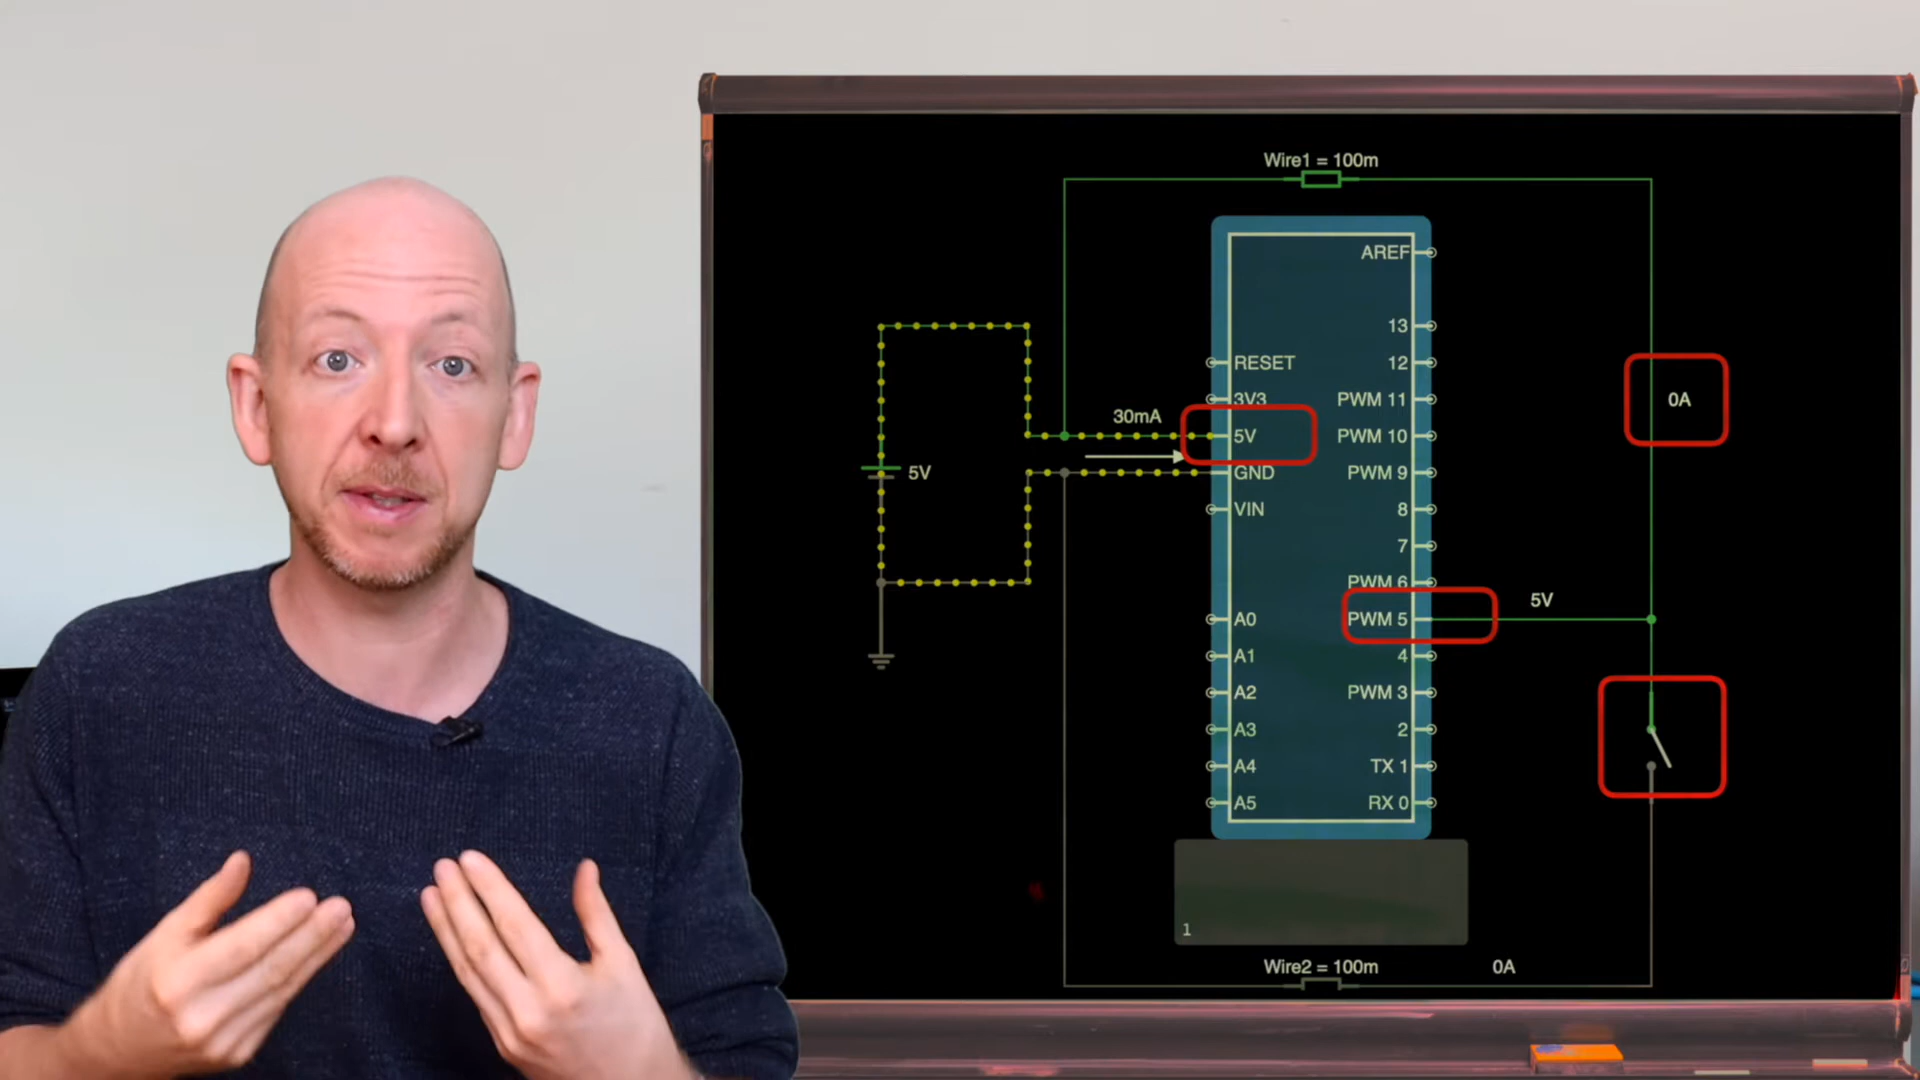 Wire1 = 100m
AREF
13
RESET
12
3V3
PWM 11
0A
30mA
5V
PWM 10
5V
GND
PWM 9
VIN
8
7
PWM 6
5V
A0
PWM 5
A1
4
A2
PWM 3
A3
2
A4
TX 1
A5
RX 0
1
Wire2 = 100m
0A